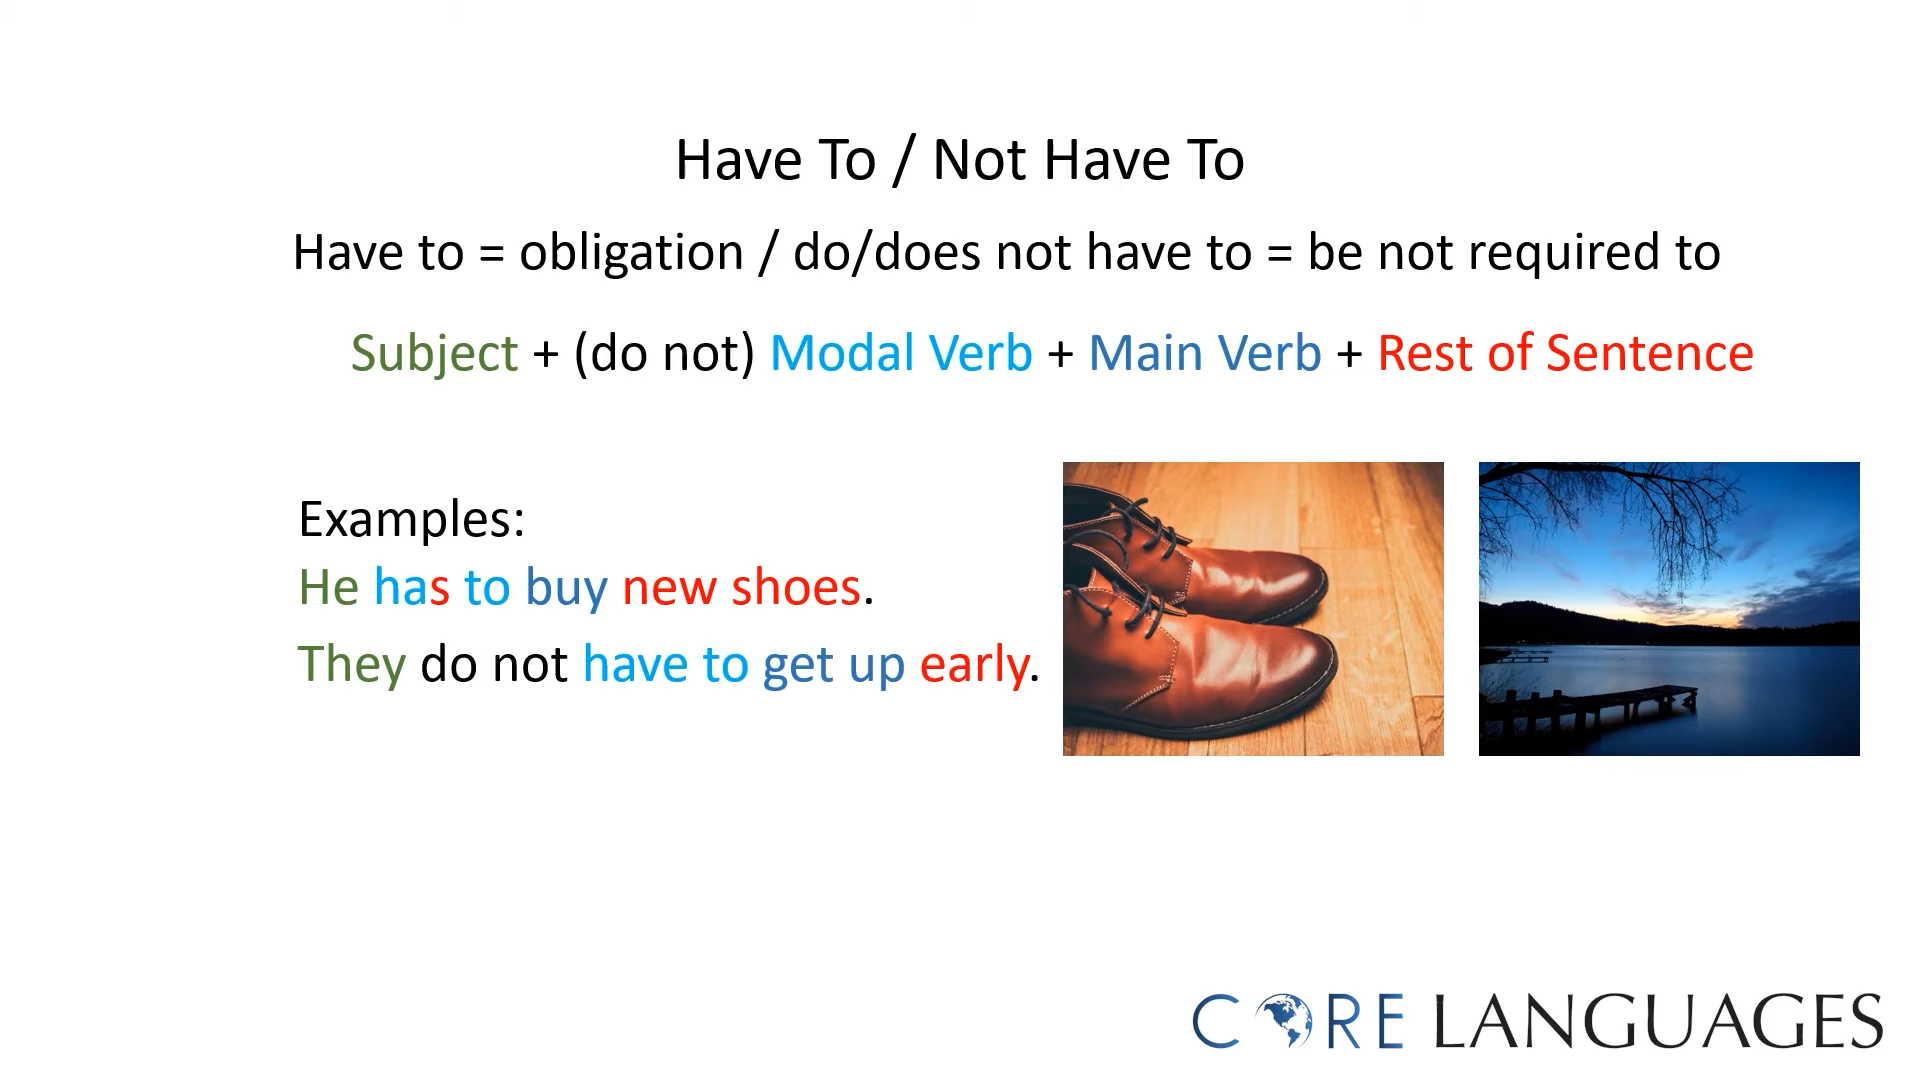 Have To / Not Have To
Have to = obligation / do/does not have to = be not required to
Subject + (do not) Modal Verb + Main Verb + Rest of Sentence
Examples:
He has to buy new shoes.
They do not have to get up early.
CORE LANGUAGES